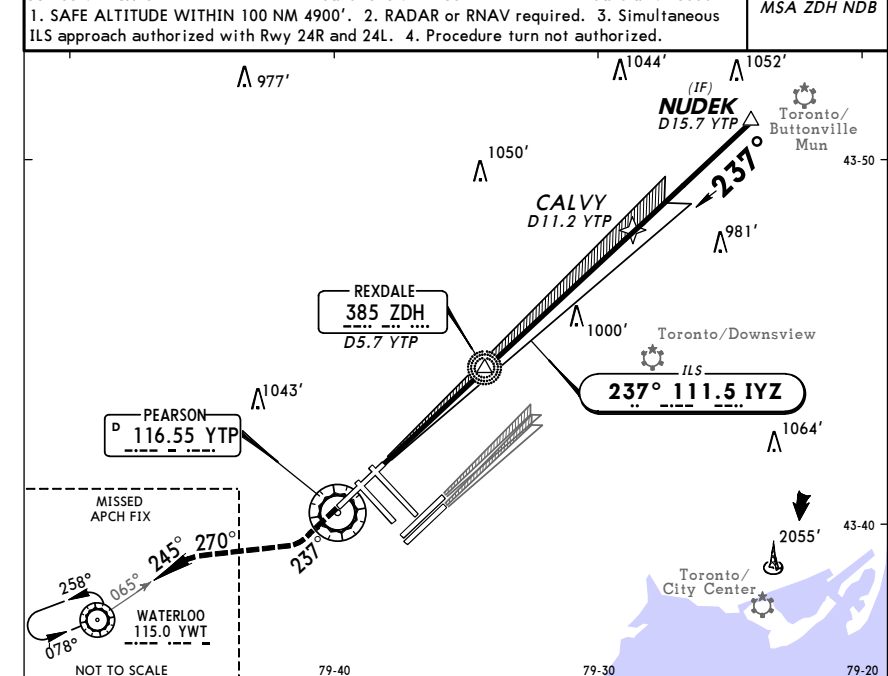 1. SAFE ALTITUDE WITHIN 100 NM 4900'. 2. RADAR or RNAV required. 3. Simultaneous
ILS approach authorized with Rwy 24R and 24L. 4. Procedure turn not authorized.
MSA ZDH NDB
977'
1044'
1052'
(IF)
NUDEK
D15.7 YTP
Toronto/
Buttonville
Mun
43-50
1050'
237°
CALVY
D11.2 YTP
981'
REXDALE
385 ZDH
D5.7 YTP
1000'
Toronto/Downsview
ILS
237° 111.5 IYZ
1043'
PEARSON
D 116.55 YTP
1064'
MISSED
APCH FIX
43-40
2055'
245°
270°
237°
258°
065°
078°
WATERLOO
115.0 YWT
Toronto/
City Center
NOT TO SCALE
79-40
79-30
79-20